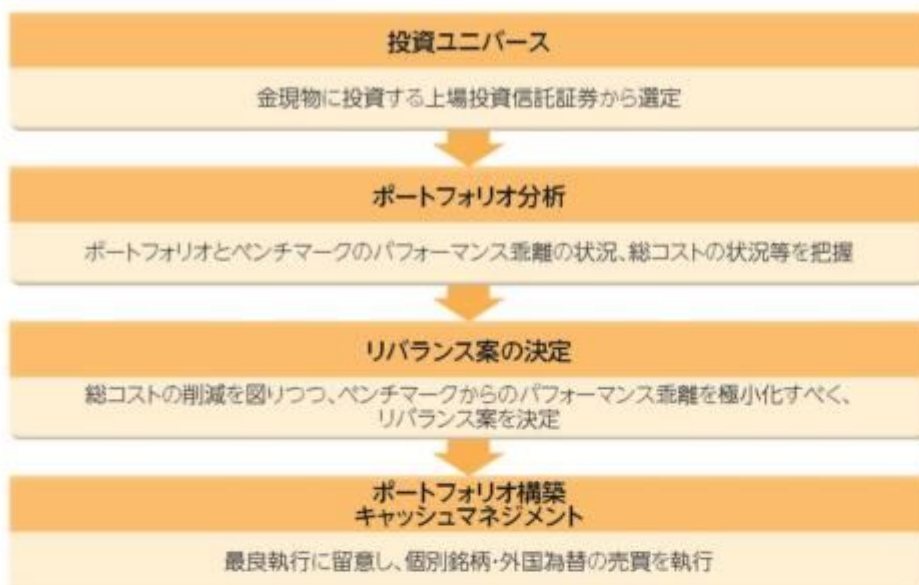 投資ユニバース
金現物に投資する上場投資信託証券から選定
ポートフォリオ分析
ポートフォリオとベンチマークのパフォーマンス乖離の状況、総コストの状況等を把握
リバランス案の決定
総コストの削減を図りつつ、ベンチマークからのパフォーマンス乖離を極小化すべく、
リバランス案を決定
ポートフォリオ構築
キャッシュマネジメント
最良執行に留意し、個別銘柄・外国為替の売買を執行